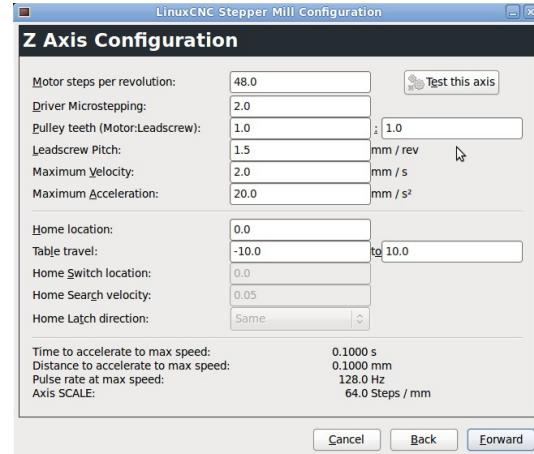 LinuxCNC Stepper Mill Configuration
Z Axis Configuration
Motor steps per revolution: 48.0 Test this axis
Driver Microstepping: 2.0
Pulley teeth (Motor:Leadscrew): 1.0 : 1.0
Leadscrew Pitch: 1.5 mm / rev
Maximum Velocity: 2.0 mm / s
Maximum Acceleration: 20.0 mm / s²
Home location: 0.0
Table travel: -10.0 to 10.0
Home Switch location: 0.0
Home Search velocity: 0.05
Home Latch direction: Same
Time to accelerate to max speed: 0.1000 s
Distance to accelerate to max speed: 0.1000 mm
Pulse rate at max speed: 128.0 Hz
Axis SCALE: 64.0 Steps / mm
Cancel Back Forward